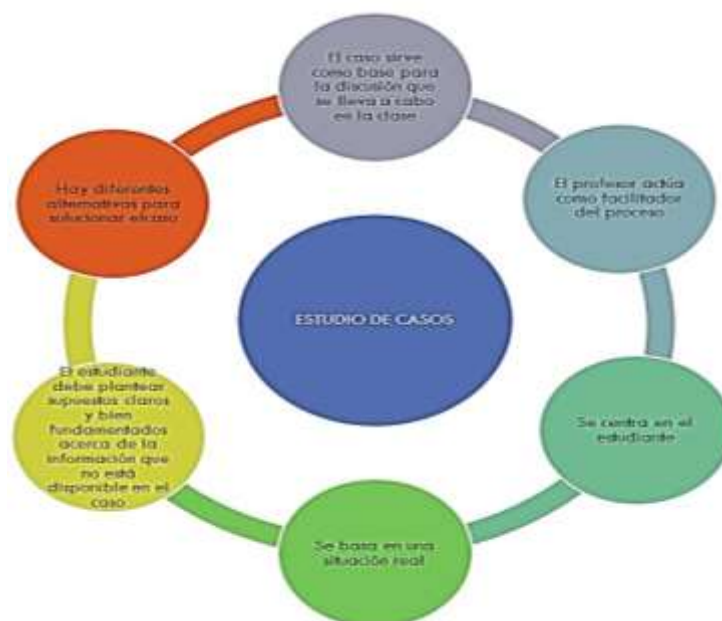 El caso sirve
como base para
la discusión que
se lleva a cabo
en la clase
El profesor actúa
como facilitador
del proceso
Se centra en el
estudiante
Se basa en una
situación real
El estudiante
debe plantear
supuestos claros
y bien
fundamentados
acerca de la
información que
no está
disponible en el
caso
Hay diferentes
alternativas para
solucionar elcaso
ESTUDIO DE CASOS